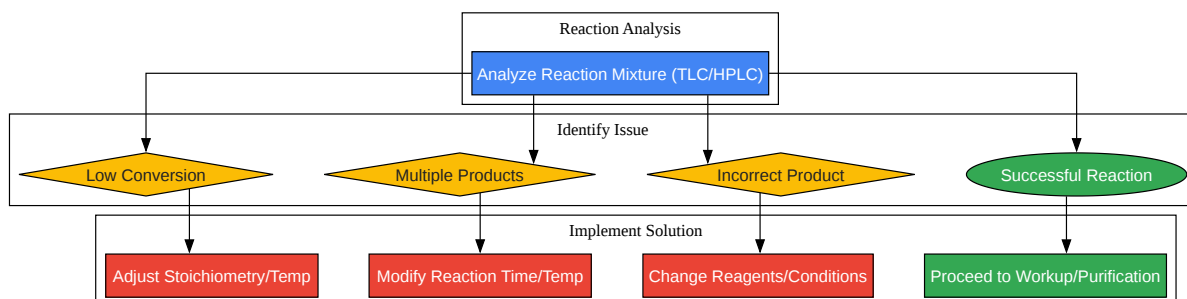 Reaction Analysis
Analyze Reaction Mixture (TLC/HPLC)
Identify Issue
Low Conversion
Multiple Products
Incorrect Product
Successful Reaction
Implement Solution
Adjust Stoichiometry/Temp
Modify Reaction Time/Temp
Change Reagents/Conditions
Proceed to Workup/Purification